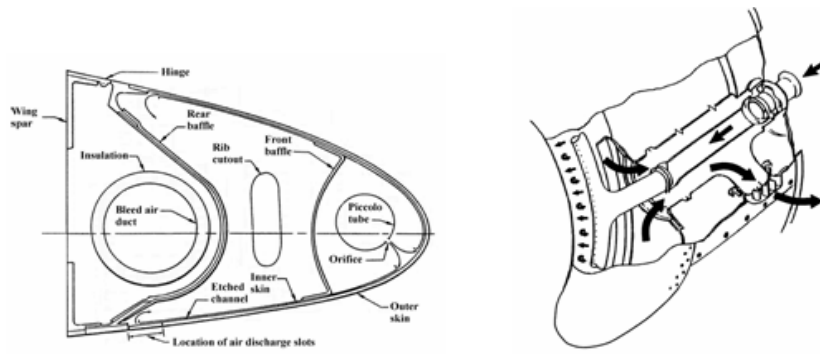 Hinge
Wing
spar
Rear
baffle
Insulation
Rib
cutout
Front
baffle
Bleed air
duct
Piccolo
tube
Orifice
Etched
channel
Inner
skin
Outer
skin
Location of air discharge slots